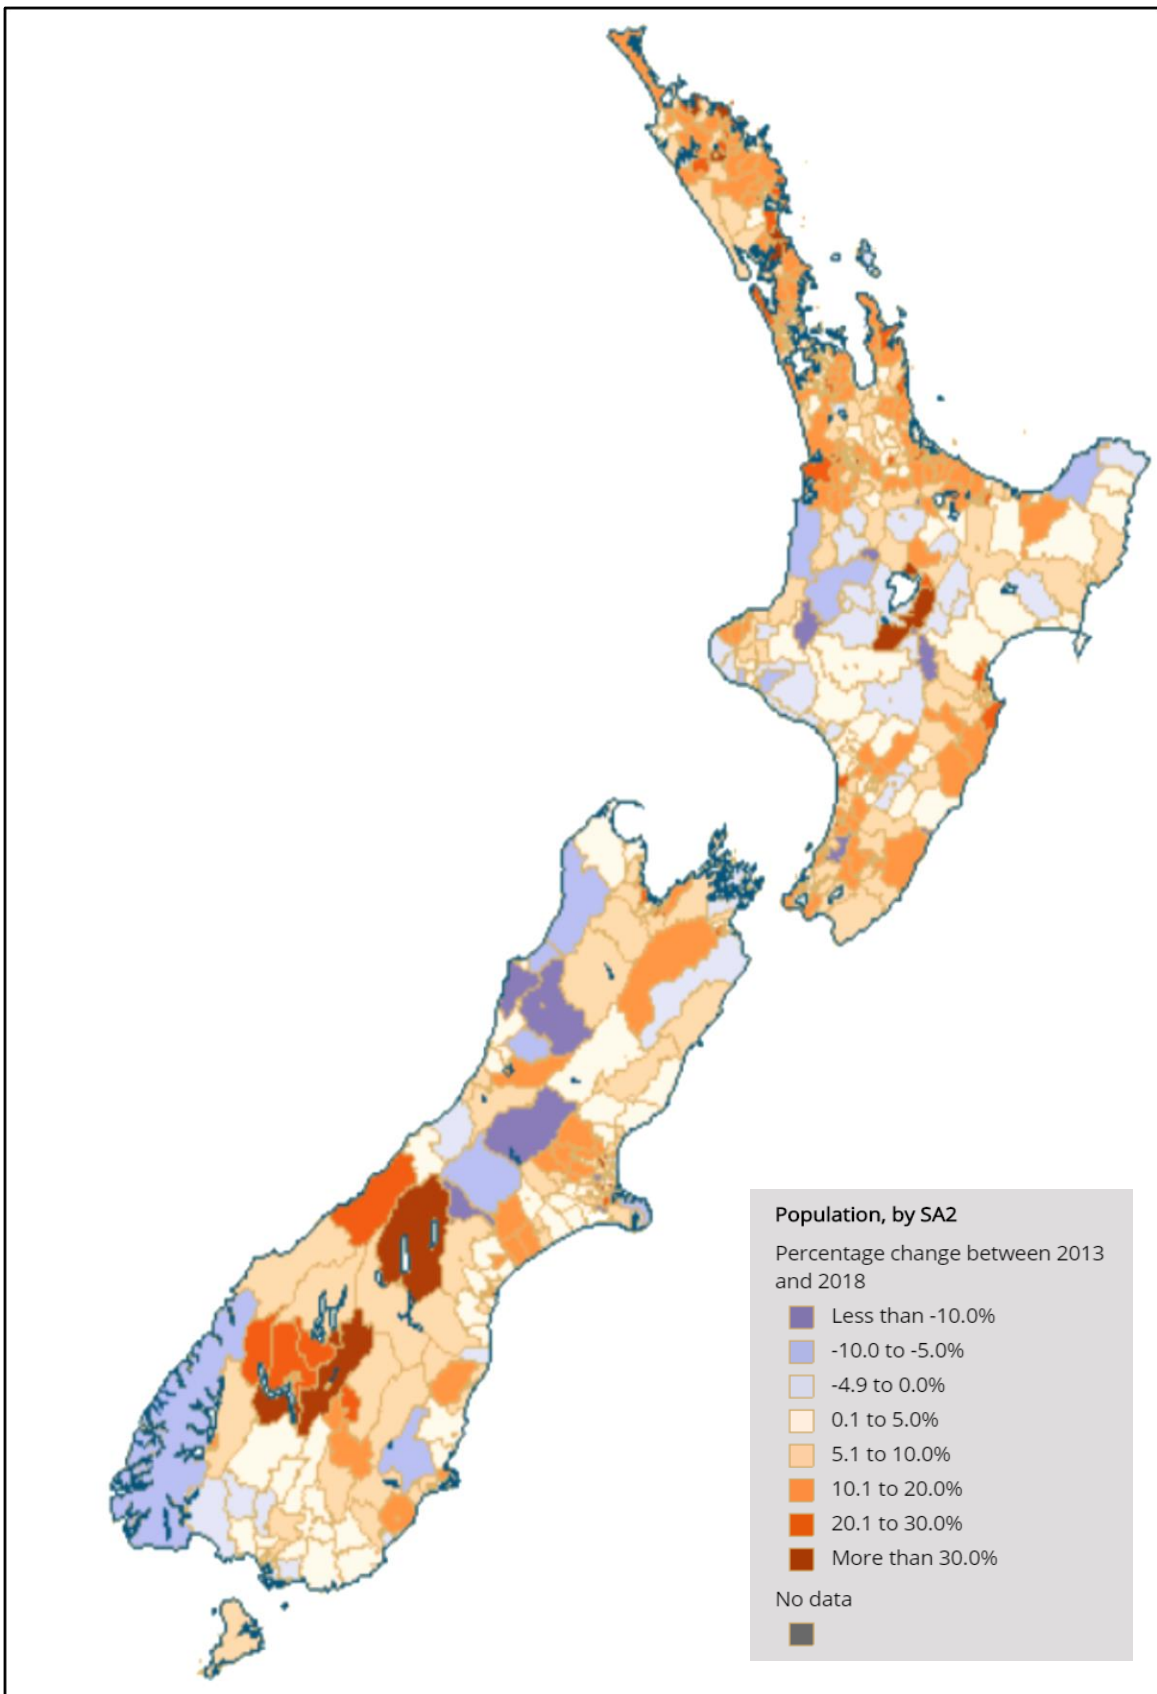 Population, by SA2
Percentage change between 2013
and 2018
Less than -10.0%
-10.0 to -5.0%
-4.9 to 0.0%
0.1 to 5.0%
5.1 to 10.0%
10.1 to 20.0%
20.1 to 30.0%
More than 30.0%
No data